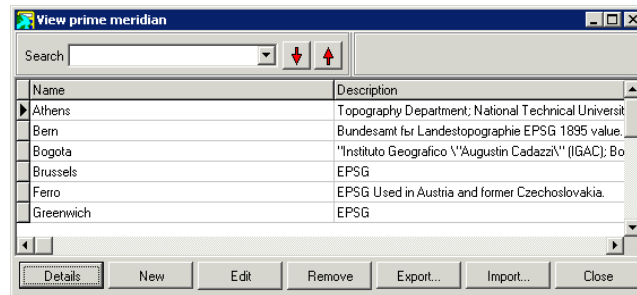 View prime meridian
Search
Name Description
Athens Topography Department; National Technical Universit
Bern Bundesamt fьr Landestopographie EPSG 1895 value.
Bogota "Instituto Geografico \"Augustin Cadazzi\" (IGAC); Bo
Brussels EPSG
Ferro EPSG Used in Austria and former Czechoslovakia.
Greenwich EPSG
Details New Edit Remove Export... Import... Close